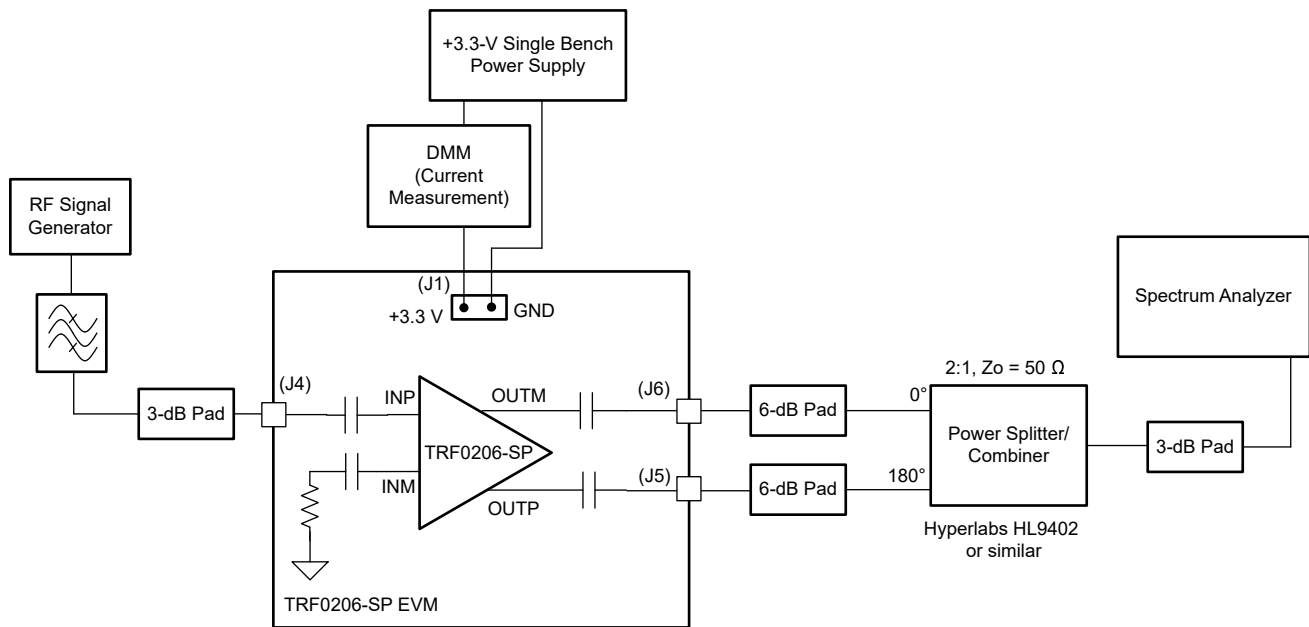 +3.3-V Single Bench
Power Supply
DMM
(Current
Measurement)
RF Signal
Generator
(J1)
+3.3 V
GND
Spectrum Analyzer
3-dB Pad
(J4)
INP
INM
TRF0206-SP
OUTM
OUTP
(J6)
(J5)
6-dB Pad
6-dB Pad
0°
180°
2:1, Zo = 50 Ω
Power Splitter/
Combiner
3-dB Pad
Hyperlabs HL9402
or similar
TRF0206-SP EVM